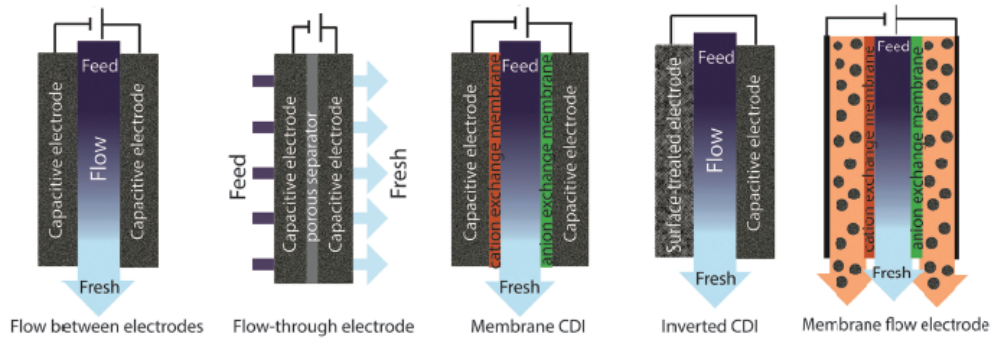 Capacitive electrode
Feed
Flow
Fresh
Capacitive electrode
Flow between electrodes
Feed
Capacitive electrode
porous separator
Capacitive electrode
Fresh
Flow-through electrode
Capacitive electrode
cation exchange membrane
Feed
Fresh
anion exchange membrane
Capacitive electrode
Membrane CDI
Surface-treated electrode
Feed
Flow
Fresh
Capacitive electrode
Inverted CDI
cation exchange membrane
Feed
Fresh
anion exchange membrane
Membrane flow electrode